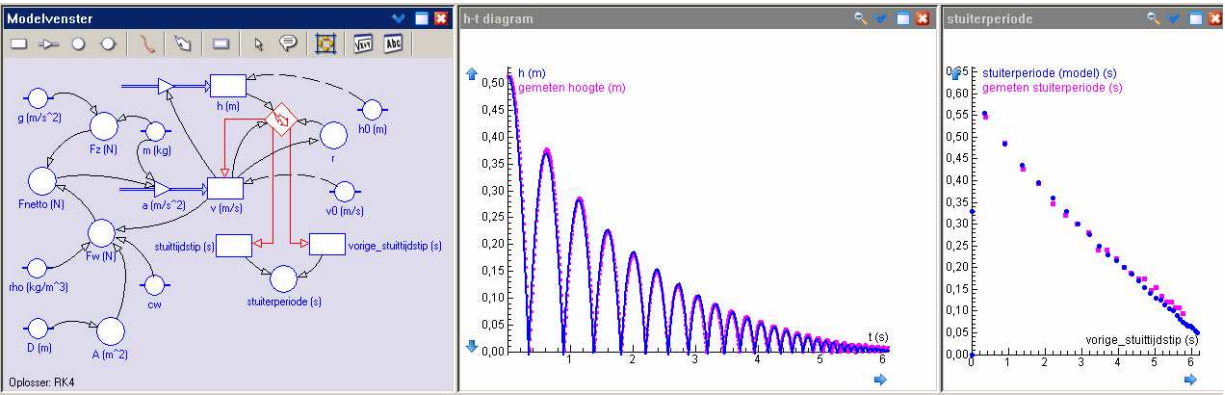 Modelvenster
√x+y
Abc
h (m)
g (m/s^2)
h0 (m)
Fz (N)
m (kg)
r
Fnetto (N)
a (m/s^2)
v (m/s)
v0 (m/s)
stuittijdstip (s)
vorige_stuittijdstip (s)
Fw (N)
rho (kg/m^3)
cw
stuiterperiode (s)
D (m)
A (m^2)
Oplosser: RK4
h-t diagram
h (m)
gemeten hoogte (m)
0,50
0,45
0,40
0,35
0,30
0,25
0,20
0,15
0,10
0,05
0,00
t (s)
1
2
3
4
5
6
stuiterperiode
stuiterperiode (model) (s)
gemeten stuiterperiode (s)
0,65
0,60
0,55
0,50
0,45
0,40
0,35
0,30
0,25
0,20
0,15
0,10
0,05
0,00
vorige_stuittijdstip (s)
0
1
2
3
4
5
6